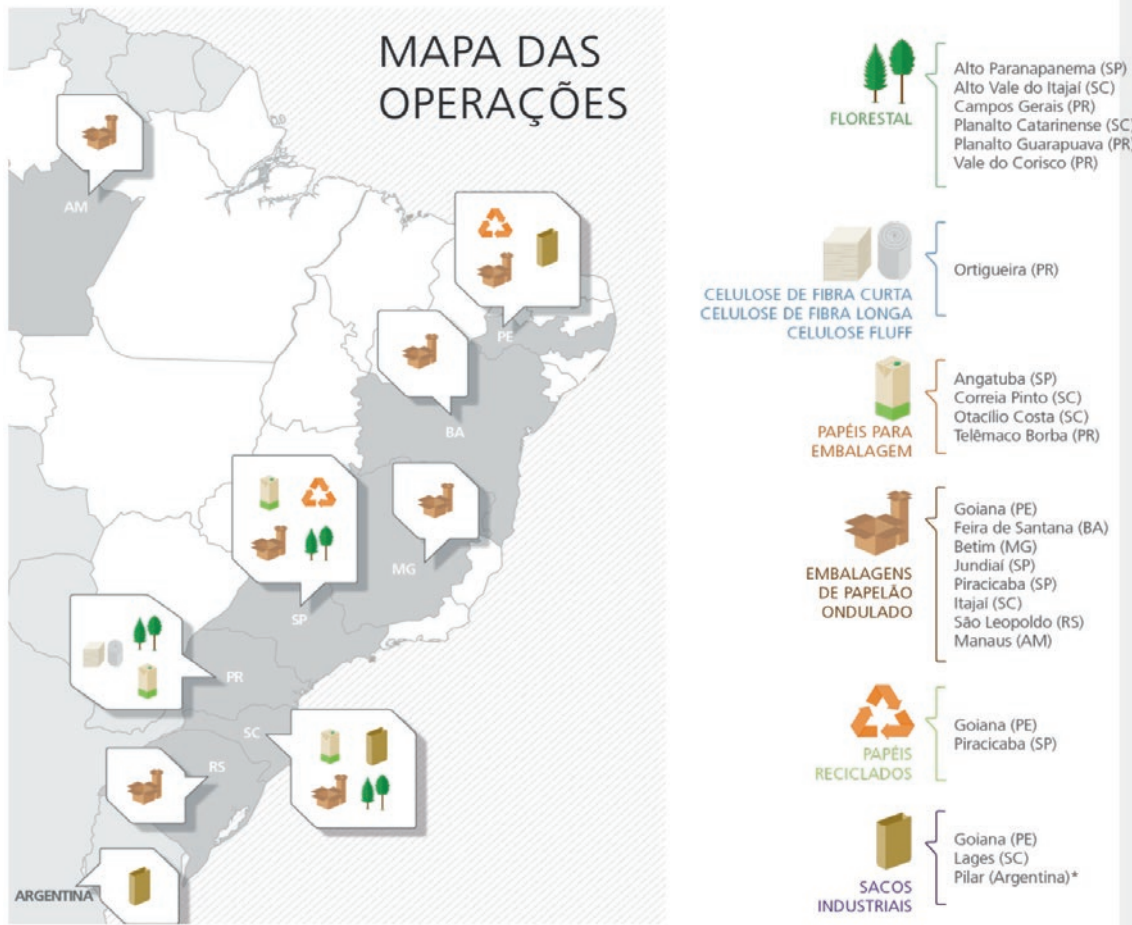 MAPA DAS
OPERAÇÕES
AM
PE
BA
MG
SP
PR
SC
RS
ARGENTINA
FLORESTAL
Alto Paranapanema (SP)
Alto Vale do Itajaí (SC)
Campos Gerais (PR)
Planalto Catarinense (SC)
Planalto Guarapuava (PR)
Vale do Corisco (PR)
CELULOSE DE FIBRA CURTA
CELULOSE DE FIBRA LONGA
CELULOSE FLUFF
Ortigueira (PR)
PAPÉIS PARA
EMBALAGEM
Angatuba (SP)
Correia Pinto (SC)
Otacílio Costa (SC)
Telêmaco Borba (PR)
EMBALAGENS
DE PAPELÃO
ONDULADO
Goiana (PE)
Feira de Santana (BA)
Betim (MG)
Jundiaí (SP)
Piracicaba (SP)
Itajaí (SC)
São Leopoldo (RS)
Manaus (AM)
PAPÉIS
RECICLADOS
Goiana (PE)
Piracicaba (SP)
SACOS
INDUSTRIAIS
Goiana (PE)
Lages (SC)
Pilar (Argentina)*